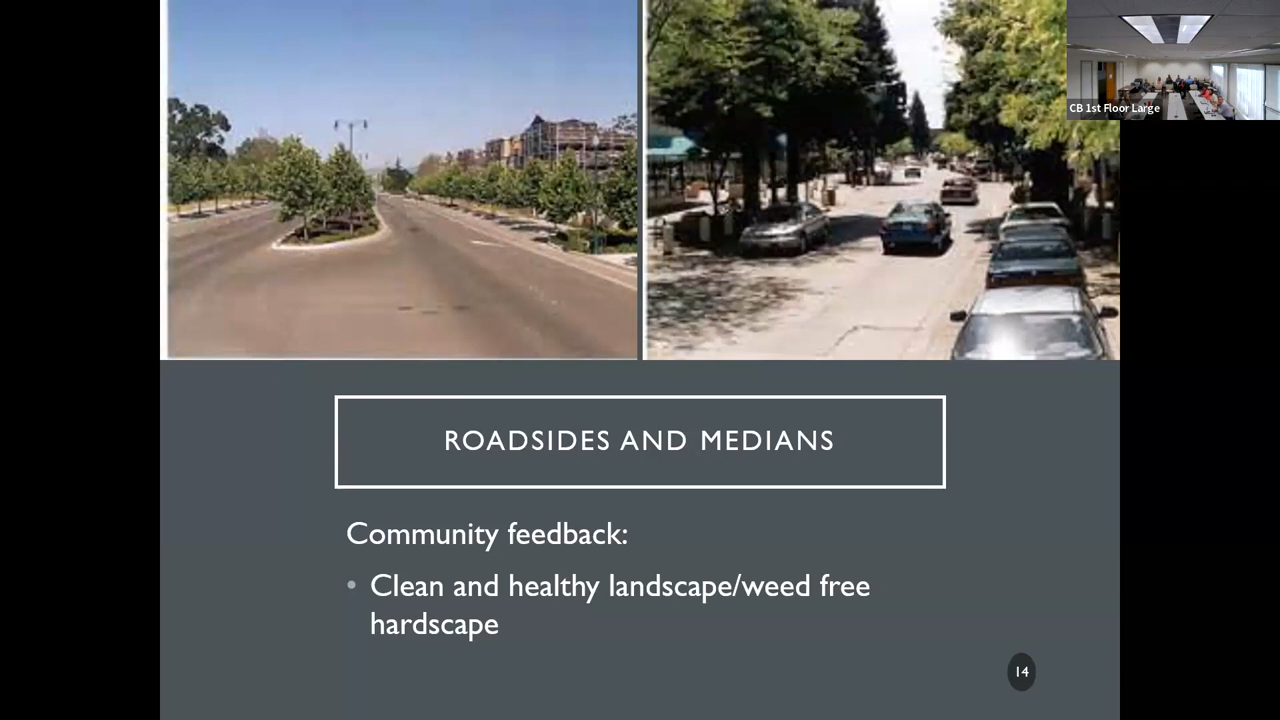 CB 1st Floor Large
ROADSIDES AND MEDIANS
Community feedback:
• Clean and healthy landscape/weed free
hardscape
14